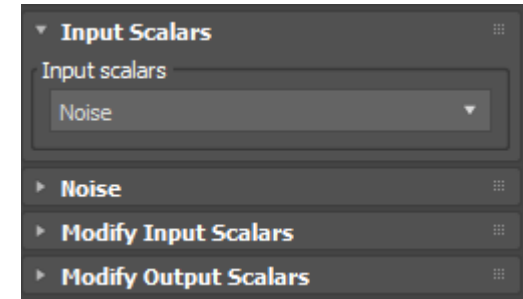 Input Scalars
Input scalars
Noise
Noise
Modify Input Scalars
Modify Output Scalars